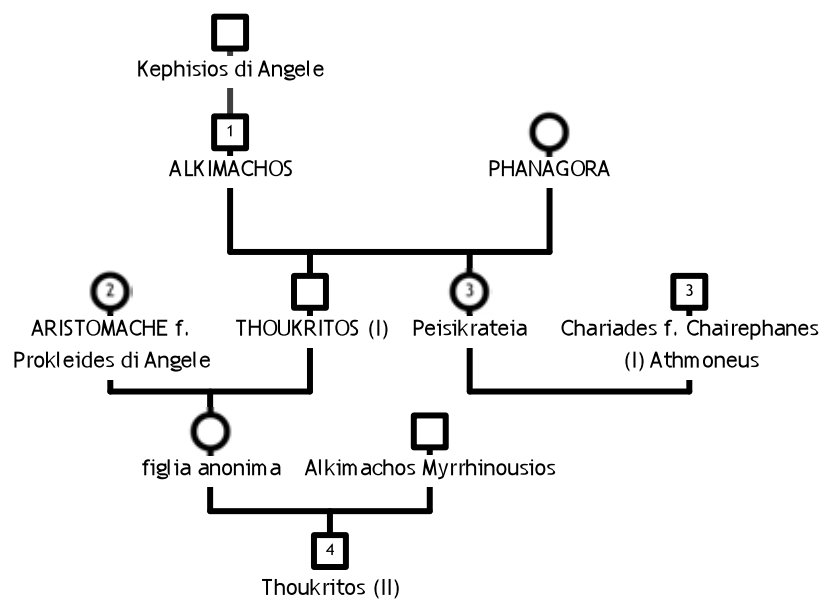 Kephisios di Angele
1
ALKIMACHOS
PHANAGORA
2
3
3
ARISTOMACHE f.
Prokleides di Angele
THOUKRITOS (I)
Peisikrateia
Chariades f. Chairephanes
(I) Athmoneus
figlia anonima
Alkimachos Myrrhinousios
4
Thoukritos (II)